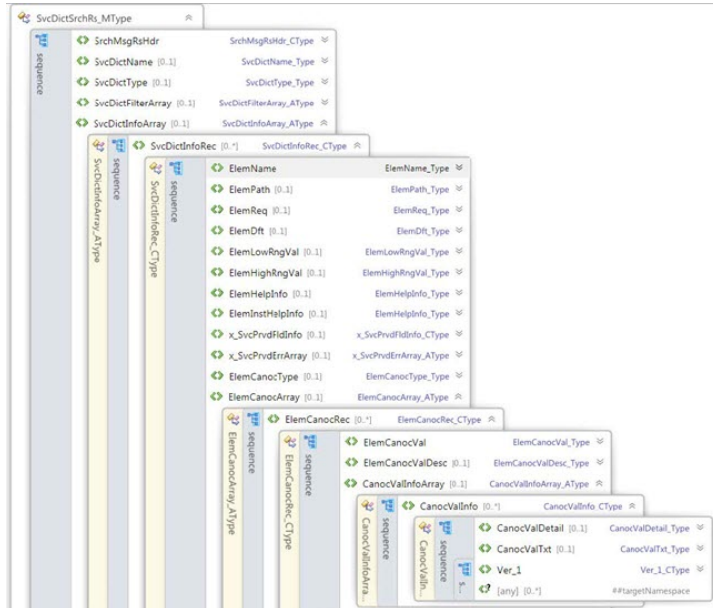 SvcDictSrchRs_MType
sequence
SrchMsgRsHdr SrchMsgRsHdr_CType
SvcDictName [0..1] SvcDictName_Type
SvcDictType [0..1] SvcDictType_Type
SvcDictFilterArray [0..1] SvcDictFilterArray_AType
SvcDictInfoArray [0..1] SvcDictInfoArray_AType
SvcDictInfoArray_AType
sequence
SvcDictInfoRec [0..*] SvcDictInfoRec_CType
SvcDictInfoRec_CType
sequence
ElemName ElemName_Type
ElemPath [0..1] ElemPath_Type
ElemReq [0..1] ElemReq_Type
ElemDft [0..1] ElemDft_Type
ElemLowRngVal [0..1] ElemLowRngVal_Type
ElemHighRngVal [0..1] ElemHighRngVal_Type
ElemHelpInfo [0..1] ElemHelpInfo_Type
ElemInstHelpInfo [0..1] ElemHelpInfo_Type
x_SvcPrvdFldInfo [0..1] x_SvcPrvdFldInfo_CType
x_SvcPrvdErrArray [0..1] x_SvcPrvdErrArray_AType
ElemCanocType [0..1] ElemCanocType_Type
ElemCanocArray [0..1] ElemCanocArray_AType
ElemCanocArray_AType
sequence
ElemCanocRec [0..*] ElemCanocRec_CType
ElemCanocRec_CType
sequence
ElemCanocVal ElemCanocVal_Type
ElemCanocValDesc [0..1] ElemCanocValDesc_Type
CanocValInfoArray [0..1] CanocValInfoArray_AType
CanocValInfoArra...
sequence
CanocValInfo [0..*] CanocValInfo_CType
CanocValIn...
sequence
s...
CanocValDetail [0..1] CanocValDetail_Type
CanocValTxt [0..1] CanocValTxt_Type
Ver_1 Ver_1_CType
[any] [0..*] ##targetNamespace